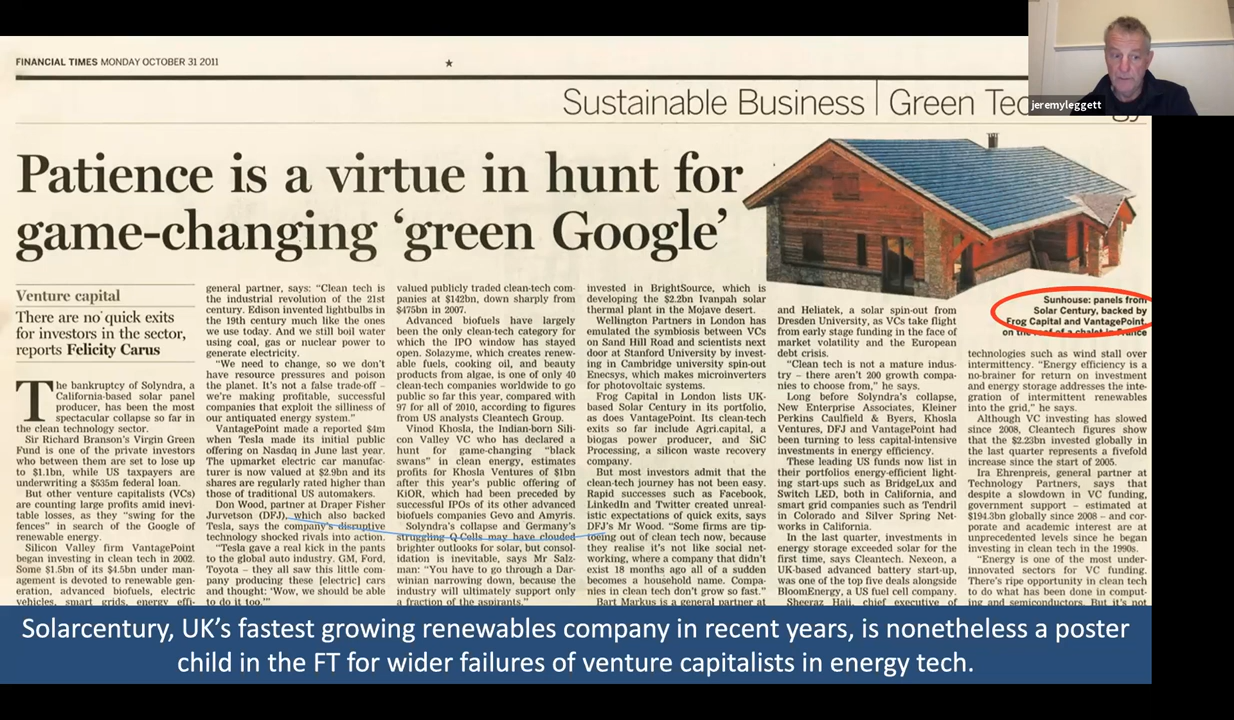 FINANCIAL TIMES MONDAY OCTOBER 31 2011
★
Sustainable Business | Green Tec
jeremyleggett
Patience is a virtue in hunt for
game-changing ‘green Google’
Venture capital
There are no quick exits
for investors in the sector,
reports Felicity Carus
The bankruptcy of Solyndra, a
California-based solar panel
producer, has been the most
spectacular collapse so far in
the clean technology sector.
Sir Richard Branson's Virgin Green
Fund is one of the private investors
who between them are set to lose up
to $1.1bn, while US taxpayers are
underwriting a $535m federal loan.
But other venture capitalists (VCs)
are counting large profits amid inevi-
table losses, as they “swing for the
fences” in search of the Google of
renewable energy.
Silicon Valley firm VantagePoint
began investing in clean tech in 2002.
Some $1.5bn of its $4.5bn under man-
agement is devoted to renewable gen-
eration, advanced biofuels, electric
vehicles, smart grids, energy effi-
general partner, says: “Clean tech is
the industrial revolution of the 21st
century. Edison invented lightbulbs in
the 19th century much like the ones
we use today. And we still boil water
using coal, gas or nuclear power to
generate electricity.
“We need to change, so we don't
have resource pressures and poison
the planet. It's not a false trade-off –
we're making profitable, successful
companies that exploit the silliness of
our antiquated energy system.”
VantagePoint made a reported $4m
when Tesla made its initial public
offering on Nasdaq in June last year.
The upmarket electric car manufac-
turer is now valued at $2.9bn and its
shares are regularly rated higher than
those of traditional US automakers.
Don Wood, partner at Draper Fisher
Jurvetson (DFJ), which also backed
Tesla, says the company's disruptive
technology shocked rivals into action.
“Tesla gave a real kick in the pants
to the global auto industry. GM, Ford,
Toyota – they all saw this little com-
pany producing these [electric] cars
and thought: ‘Wow, we should be able
to do it too.’”
valued publicly traded clean-tech com-
panies at $142bn, down sharply from
$475bn in 2007.
Advanced biofuels have largely
been the only clean-tech category for
which the IPO window has stayed
open. Solazyme, which creates renew-
able fuels, cooking oil, and beauty
products from algae, is one of only 40
clean-tech companies worldwide to go
public so far this year, compared with
97 for all of 2010, according to figures
from US analysts Cleantech Group.
Vinod Khosla, the Indian-born Sili-
con Valley VC who has declared a
hunt for game-changing “black
swans” in clean energy, estimates
profits for Khosla Ventures of $1bn
after this year's public offering of
KiOR, which had been preceded by
successful IPOs of its other advanced
biofuels companies Gevo and Amyris.
Solyndra's collapse and Germany's
struggling Q-Cells may have clouded
brighter outlooks for solar, but consol-
idation is inevitable, says Mr Salz-
man: “You have to go through a Dar-
winian narrowing down, because the
industry will ultimately support only
a fraction of the aspirants.”
invested in BrightSource, which is
developing the $2.2bn Ivanpah solar
thermal plant in the Mojave desert.
Wellington Partners in London has
emulated the symbiosis between VCs
on Sand Hill Road and scientists next
door at Stanford University by invest-
ing in Cambridge university spin-out
Enecsys, which makes microinverters
for photovoltaic systems.
Frog Capital in London lists UK-
based Solar Century in its portfolio,
as does VantagePoint. Its clean-tech
exits so far include Agri.capital, a
biogas power producer, and SiC
Processing, a silicon waste recovery
company.
But most investors admit that the
clean-tech journey has not been easy.
Rapid successes such as Facebook,
LinkedIn and Twitter created unreal-
istic expectations of quick exits, says
DFJ's Mr Wood. “Some firms are tip-
toeing out of clean tech now, because
they realise it's not like social net-
working, where a company that didn't
exist 18 months ago all of a sudden
becomes a household name. Compa-
nies in clean tech don't grow so fast.”
Bart Markus is a general partner at
and Heliatek, a solar spin-out from
Dresden University, as VCs take flight
from early stage funding in the face of
market volatility and the European
debt crisis.
“Clean tech is not a mature indus-
try – there aren't 200 growth compa-
nies to choose from,” he says.
Long before Solyndra's collapse,
New Enterprise Associates, Kleiner
Perkins Caulfield & Byers, Khosla
Ventures, DFJ and VantagePoint had
been turning to less capital-intensive
investments in energy efficiency.
These leading US funds now list in
their portfolios energy-efficient light-
ing start-ups such as BridgeLux and
Switch LED, both in California, and
smart grid companies such as Tendril
in Colorado and Silver Spring Net-
works in California.
In the last quarter, investments in
energy storage exceeded solar for the
first time, says Cleantech. Nexeon, a
UK-based advanced battery start-up,
was one of the top five deals alongside
BloomEnergy, a US fuel cell company.
Sheeraz Haji, chief executive of
Sunhouse: panels from
Solar Century, backed by
Frog Capital and VantagePoint,
on the roof of a chalet in France
technologies such as wind stall over
intermittency. “Energy efficiency is a
no-brainer for return on investment
and energy storage addresses the inte-
gration of intermittent renewables
into the grid,” he says.
Although VC investing has slowed
since 2008, Cleantech figures show
that the $2.23bn invested globally in
the last quarter represents a fivefold
increase since the start of 2005.
Ira Ehrenpreis, general partner at
Technology Partners, says that
despite a slowdown in VC funding,
government support – estimated at
$194.3bn globally since 2008 – and cor-
porate and academic interest are at
unprecedented levels since he began
investing in clean tech in the 1990s.
“Energy is one of the most under-
innovated sectors for VC funding.
There's ripe opportunity in clean tech
to do what has been done in comput-
ing and semiconductors. But it's not
Solarcentury, UK’s fastest growing renewables company in recent years, is nonetheless a poster
child in the FT for wider failures of venture capitalists in energy tech.